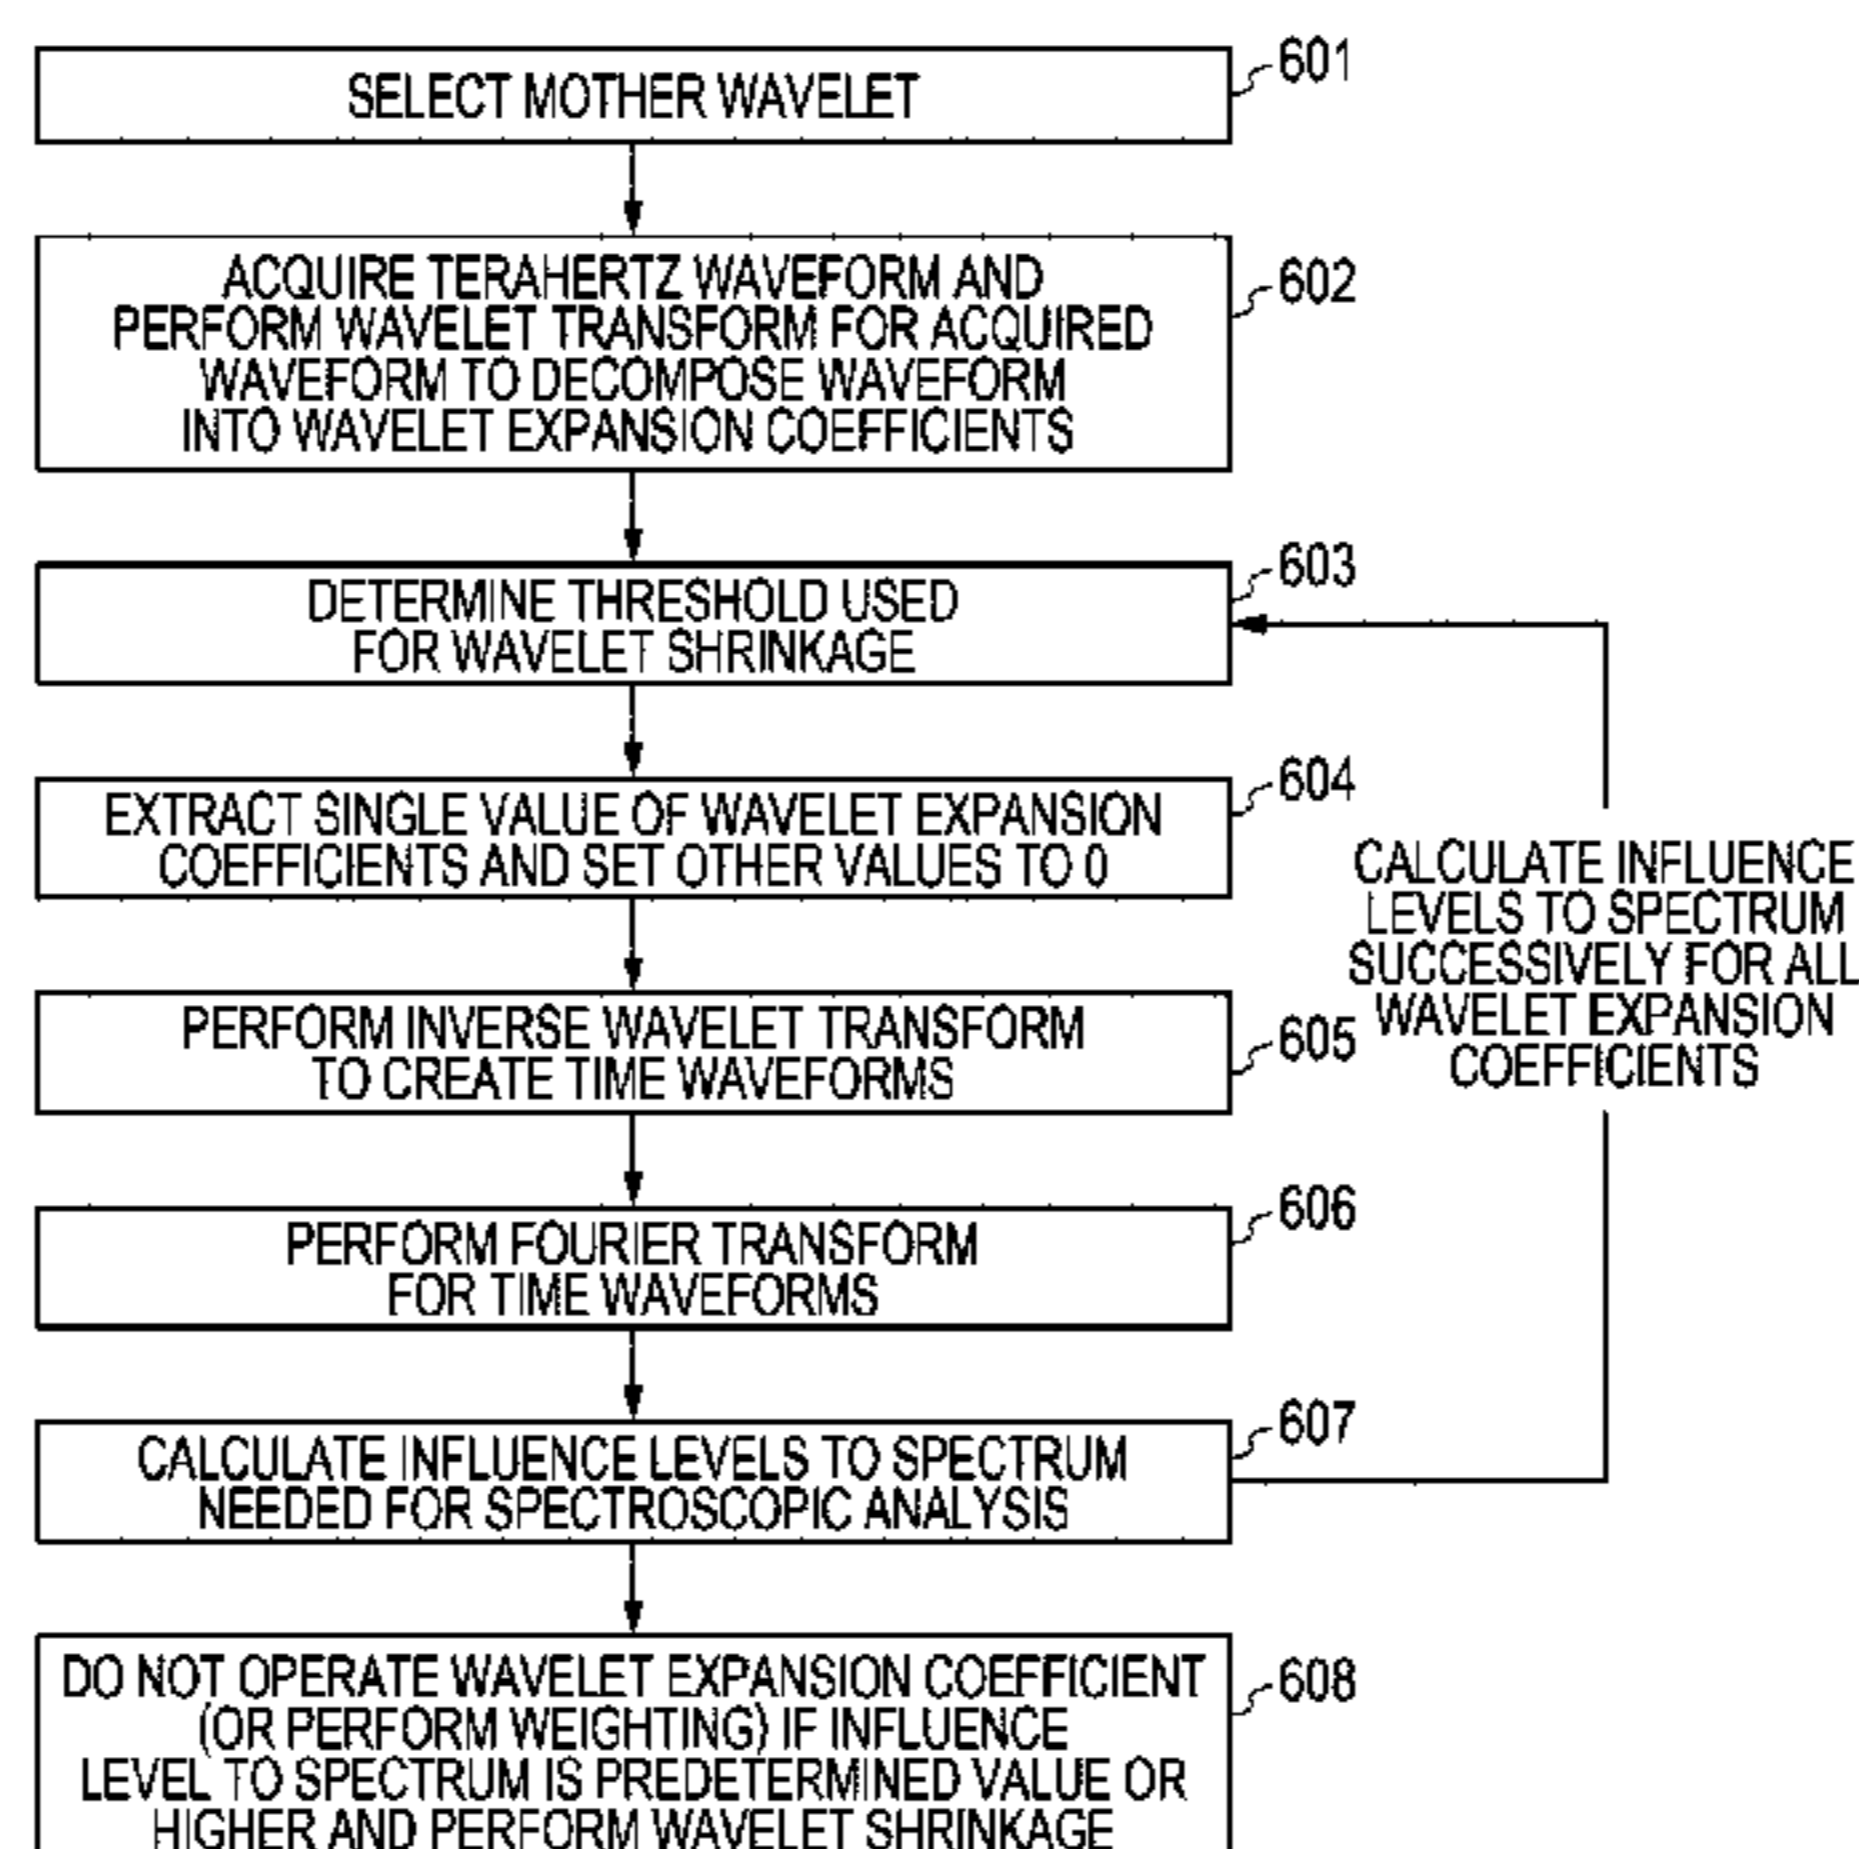 SELECT MOTHER WAVELET
601
ACQUIRE TERAHERTZ WAVEFORM AND
PERFORM WAVELET TRANSFORM FOR ACQUIRED
WAVEFORM TO DECOMPOSE WAVEFORM
INTO WAVELET EXPANSION COEFFICIENTS
602
DETERMINE THRESHOLD USED
FOR WAVELET SHRINKAGE
603
EXTRACT SINGLE VALUE OF WAVELET EXPANSION
COEFFICIENTS AND SET OTHER VALUES TO 0
604
PERFORM INVERSE WAVELET TRANSFORM
TO CREATE TIME WAVEFORMS
605
PERFORM FOURIER TRANSFORM
FOR TIME WAVEFORMS
606
CALCULATE INFLUENCE LEVELS TO SPECTRUM
NEEDED FOR SPECTROSCOPIC ANALYSIS
607
CALCULATE INFLUENCE
LEVELS TO SPECTRUM
SUCCESSIVELY FOR ALL
WAVELET EXPANSION
COEFFICIENTS
DO NOT OPERATE WAVELET EXPANSION COEFFICIENT
(OR PERFORM WEIGHTING) IF INFLUENCE
LEVEL TO SPECTRUM IS PREDETERMINED VALUE OR
HIGHER AND PERFORM WAVELET SHRINKAGE
608